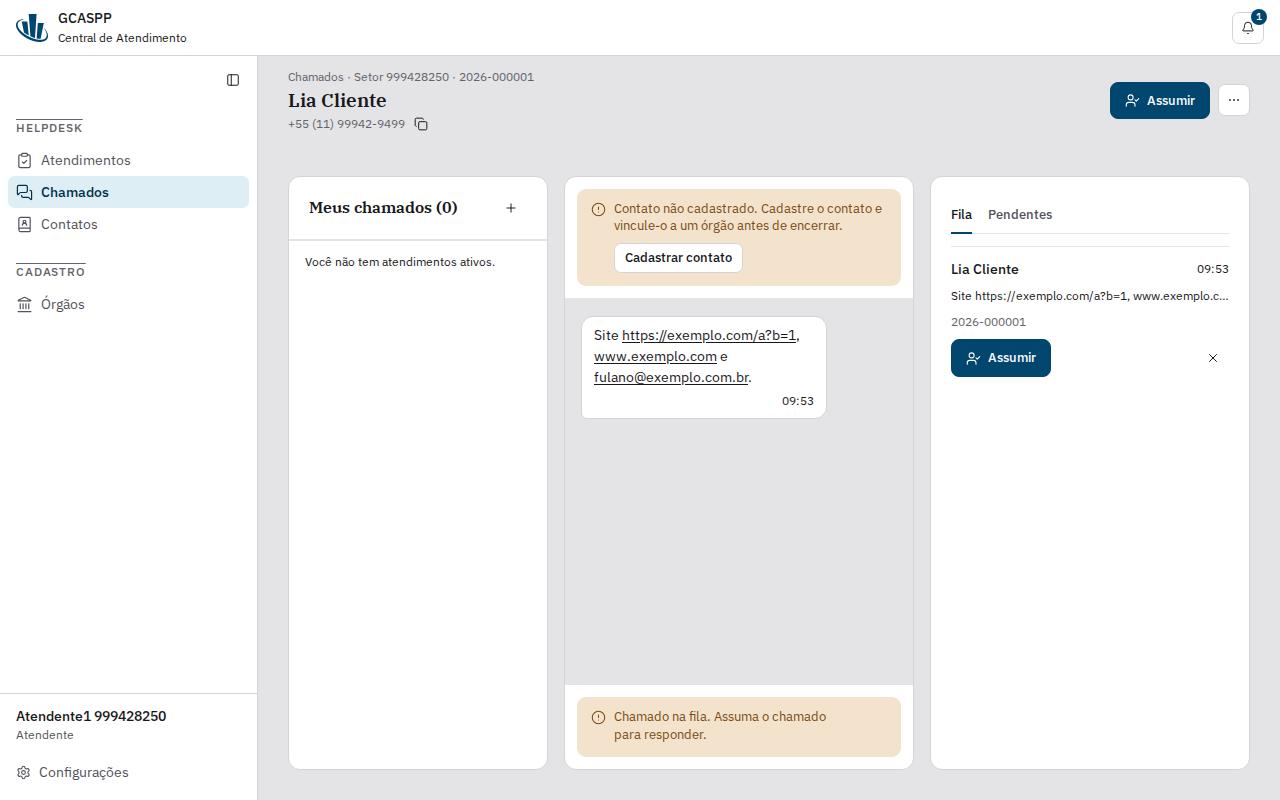 GCASPP
Central de Atendimento
1
HELPDESK
Atendimentos
Chamados
Contatos
CADASTRO
Órgãos
Atendente1 999428250
Atendente
Configurações
Chamados · Setor 999428250 · 2026-000001
Lia Cliente
+55 (11) 99942-9499
Assumir
Meus chamados (0)
Você não tem atendimentos ativos.
Contato não cadastrado. Cadastre o contato e
vincule-o a um órgão antes de encerrar.
Cadastrar contato
Site https://exemplo.com/a?b=1,
www.exemplo.com e
fulano@exemplo.com.br.
09:53
Chamado na fila. Assuma o chamado
para responder.
Fila Pendentes
Lia Cliente 09:53
Site https://exemplo.com/a?b=1, www.exemplo.c...
2026-000001
Assumir